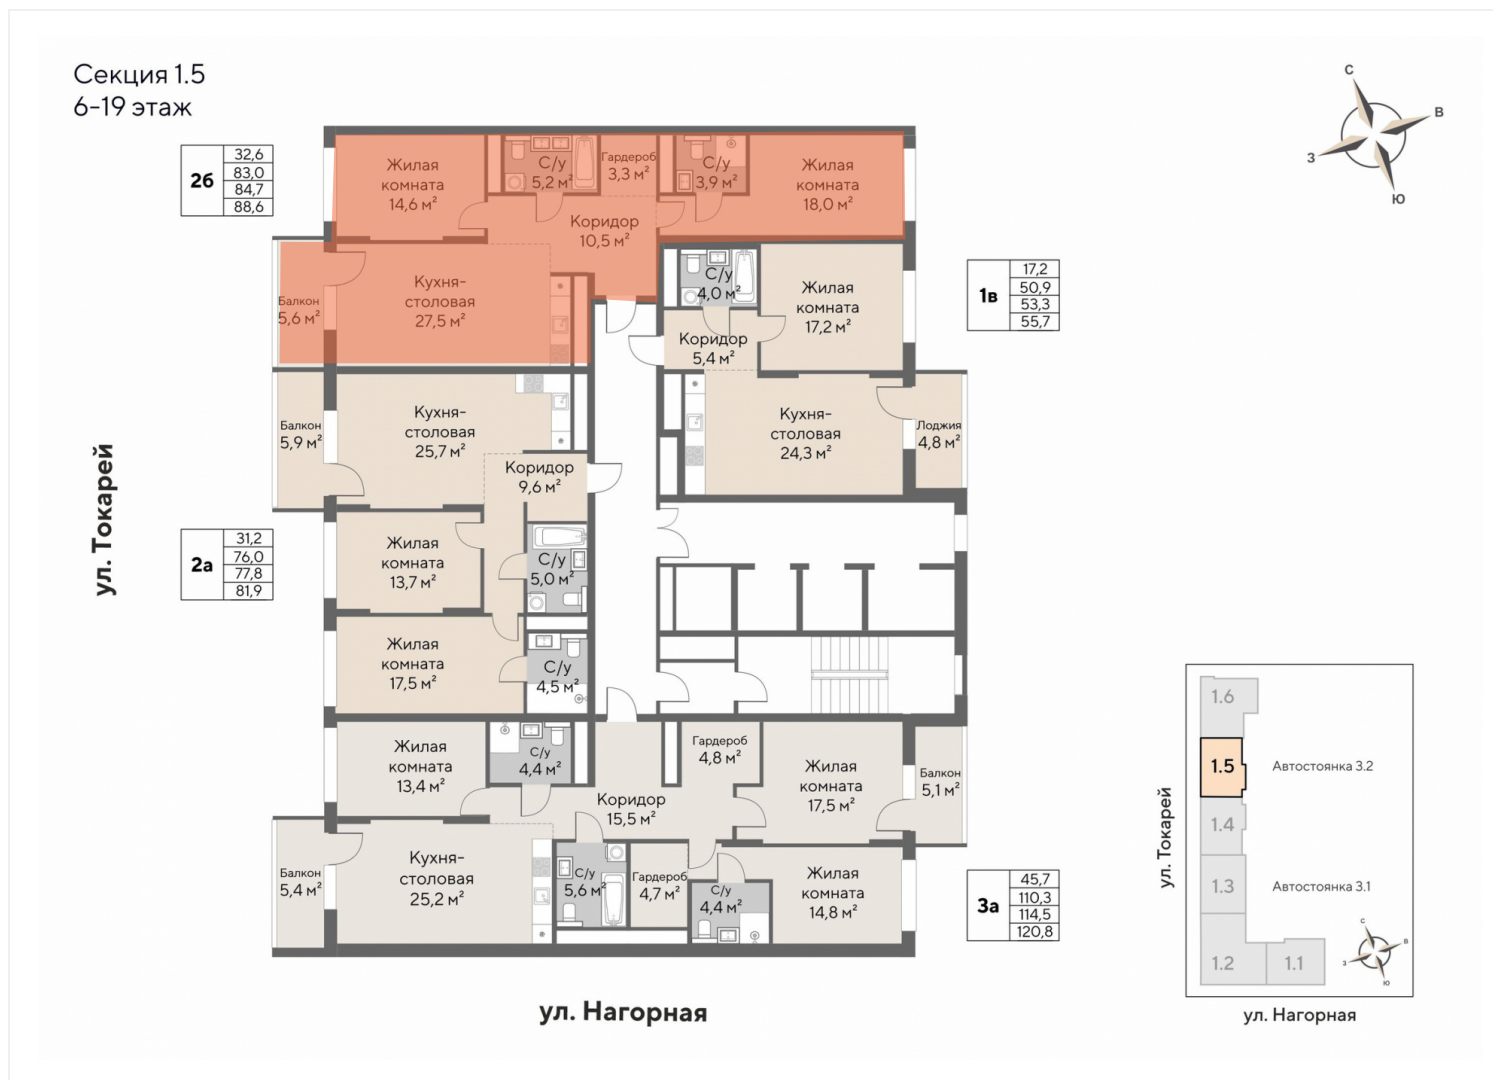 Секция 1.5
6-19 этаж
С
В
З
Ю
2б
32,6
83,0
84,7
88,6
Жилая
комната
14,6 м²
С/у
5,2 м²
Гардероб
3,3 м²
С/у
3,9 м²
Жилая
комната
18,0 м²
Коридор
10,5 м²
Балкон
5,6 м²
Кухня-
столовая
27,5 м²
С/у
4,0 м²
Жилая
комната
17,2 м²
Коридор
5,4 м²
1в
17,2
50,9
53,3
55,7
Балкон
5,9 м²
Кухня-
столовая
25,7 м²
Коридор
9,6 м²
Кухня-
столовая
24,3 м²
Лоджия
4,8 м²
ул. Токарей
2а
31,2
76,0
77,8
81,9
Жилая
комната
13,7 м²
С/у
5,0 м²
Жилая
комната
17,5 м²
С/у
4,5 м²
Жилая
комната
13,4 м²
С/у
4,4 м²
Гардероб
4,8 м²
Жилая
комната
17,5 м²
Балкон
5,1 м²
Коридор
15,5 м²
Балкон
5,4 м²
Кухня-
столовая
25,2 м²
С/у
5,6 м²
Гардероб
4,7 м²
С/у
4,4 м²
Жилая
комната
14,8 м²
3а
45,7
110,3
114,5
120,8
ул. Нагорная
1.6
1.5
Автостоянка 3.2
1.4
1.3
Автостоянка 3.1
1.2
1.1
ул. Токарей
С
В
З
Ю
ул. Нагорная